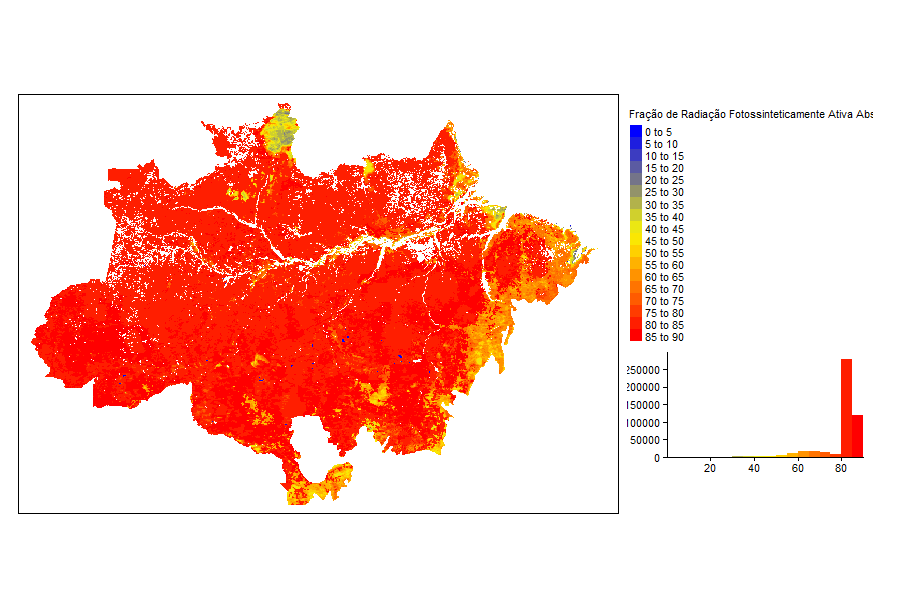 Fração de Radiação Fotossinteticamente Ativa Abs
0 to 5
5 to 10
10 to 15
15 to 20
20 to 25
25 to 30
30 to 35
35 to 40
40 to 45
45 to 50
50 to 55
55 to 60
60 to 65
65 to 70
70 to 75
75 to 80
80 to 85
85 to 90
250000
200000
150000
100000
50000
0
20 40 60 80